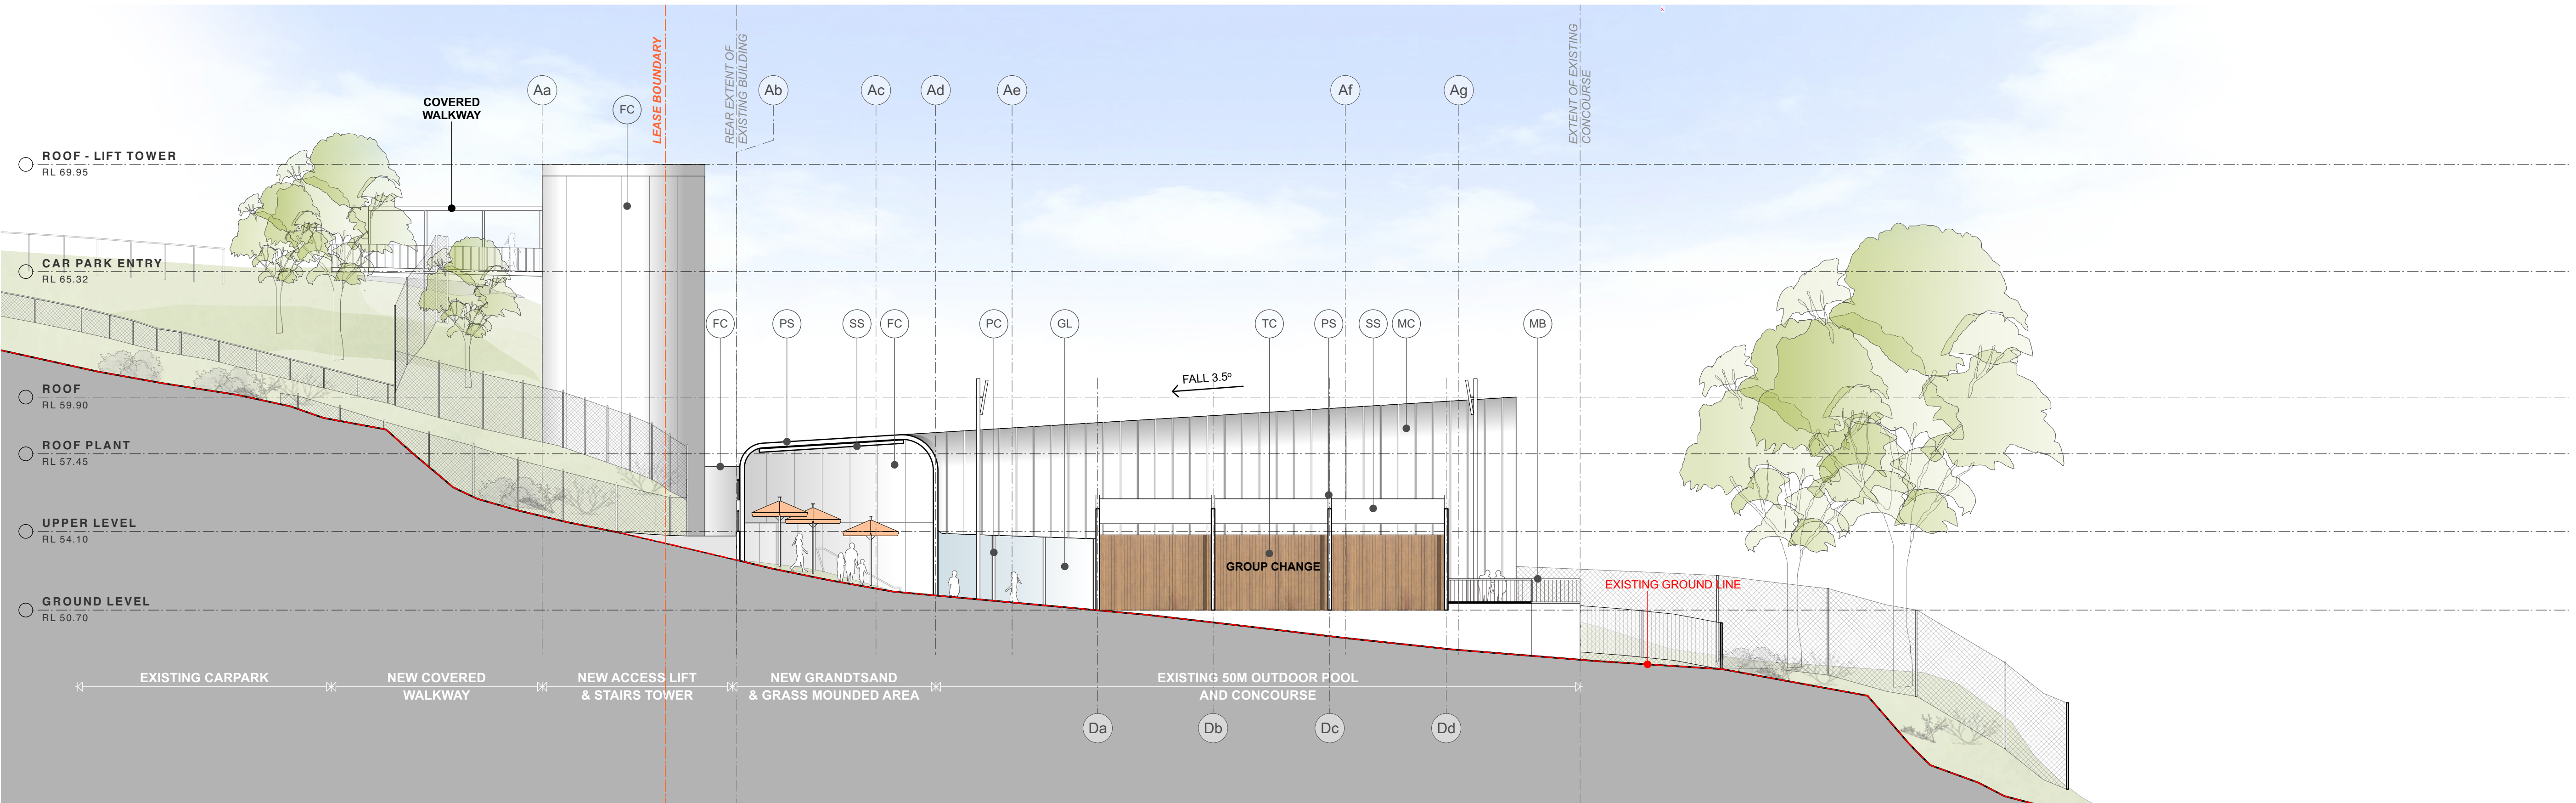 LEASE BOUNDARY
REAR EXTENT OF
EXISTING BUILDING
EXTENT OF EXISTING
CONCOURSE
Aa
FC
Ab
Ac
Ad
Ae
Af
Ag
COVERED
WALKWAY
ROOF - LIFT TOWER
RL 69.95
CAR PARK ENTRY
RL 65.32
FC
PS
SS
FC
PC
GL
TC
PS
SS
MC
MB
FALL 3.5º
ROOF
RL 59.90
ROOF PLANT
RL 57.45
UPPER LEVEL
RL 54.10
GROUP CHANGE
EXISTING GROUND LINE
GROUND LEVEL
RL 50.70
EXISTING CARPARK
NEW COVERED
WALKWAY
NEW ACCESS LIFT
& STAIRS TOWER
NEW GRANDTSAND
& GRASS MOUNDED AREA
EXISTING 50M OUTDOOR POOL
AND CONCOURSE
Da
Db
Dc
Dd